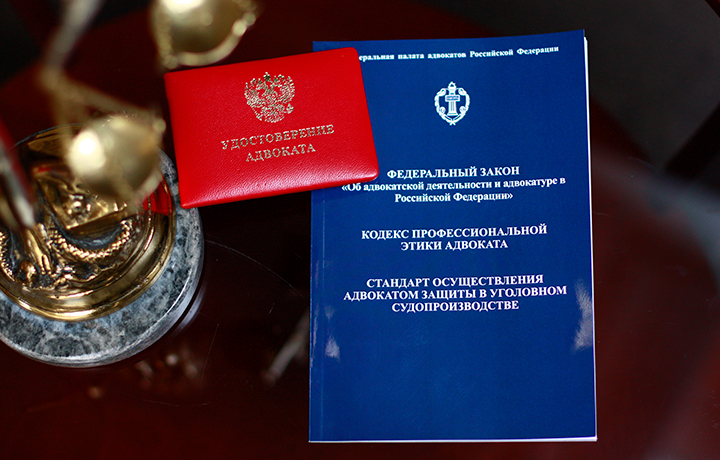 УДОСТОВЕРЕНИЕ
АДВОКАТА
палата адвокатов Российской Федерации
ФЕДЕРАЛЬНЫЙ ЗАКОН
«Об адвокатской деятельности и адвокатуре в
Российской Федерации»
КОДЕКС ПРОФЕССИОНАЛЬНОЙ
ЭТИКИ АДВОКАТА
СТАНДАРТ ОСУЩЕСТВЛЕНИЯ
АДВОКАТОМ ЗАЩИТЫ В УГОЛОВНОМ
СУДОПРОИЗВОДСТВЕ